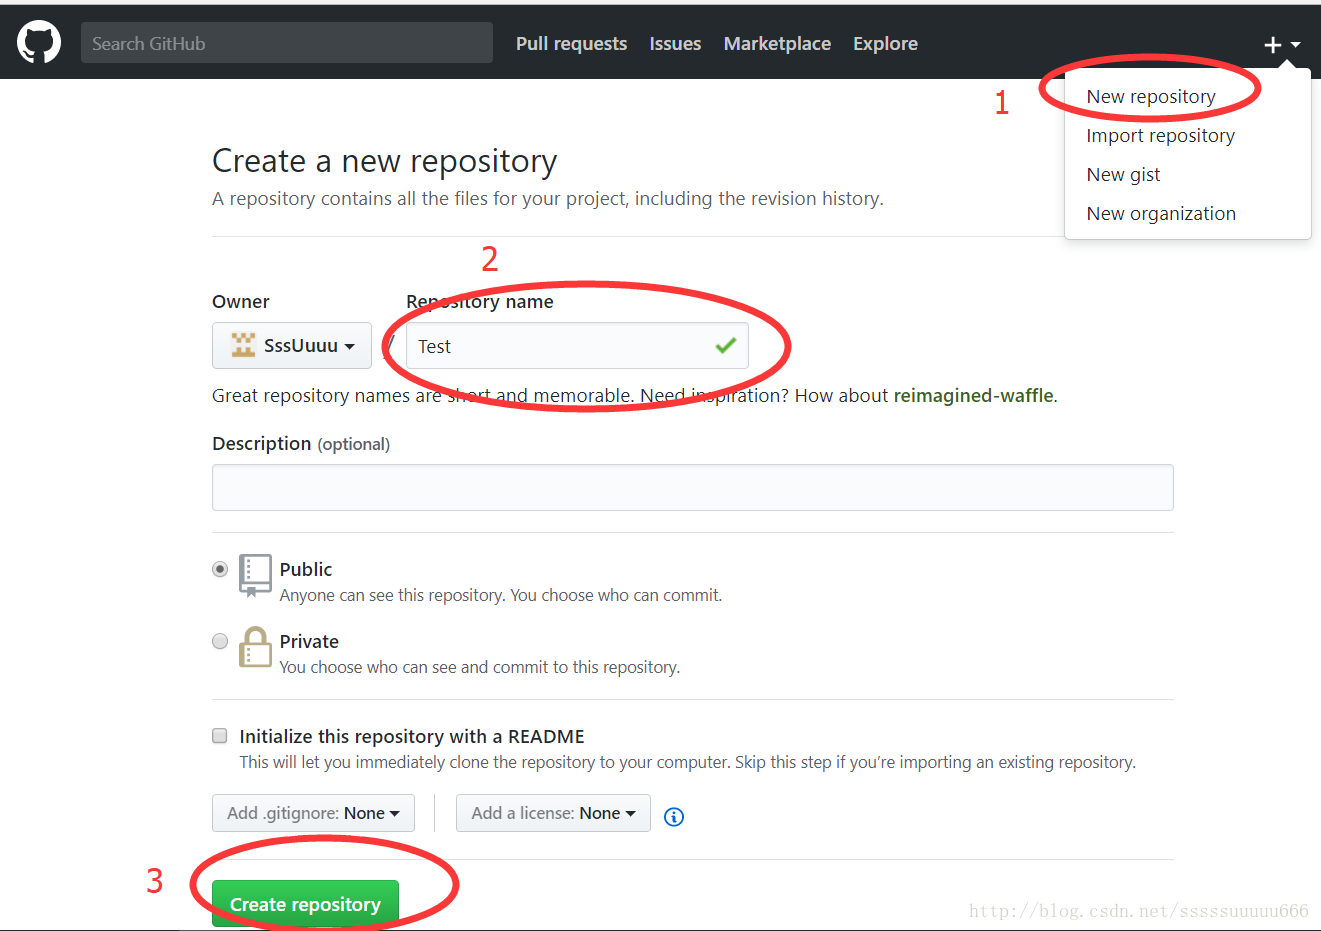 Search GitHub
Pull requests Issues Marketplace Explore
1
New repository
Import repository
New gist
New organization
Create a new repository
A repository contains all the files for your project, including the revision history.
2
Owner Repository name
SssUuuu / Test
Great repository names are short and memorable. Need inspiration? How about reimagined-waffle.
Description (optional)
Public
Anyone can see this repository. You choose who can commit.
Private
You choose who can see and commit to this repository.
Initialize this repository with a README
This will let you immediately clone the repository to your computer. Skip this step if you’re importing an existing repository.
Add .gitignore: None Add a license: None
3
Create repository
http://blog.csdn.net/sssssuuuuu666